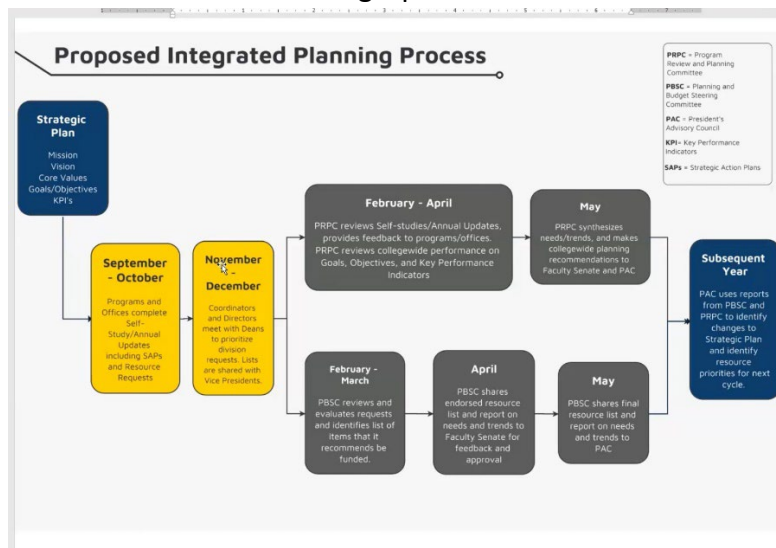 Proposed Integrated Planning Process
PRPC = Program
Review and Planning
Committee
PBSC = Planning and
Budget Steering
Committee
PAC = President's
Advisory Council
KPI= Key Performance
Indicators
SAPs = Strategic Action Plans
Strategic
Plan
Mission
Vision
Core Values
Goals/Objectives
KPI's
September
- October
Programs and
Offices complete
Self-
Study/Annual
Updates
including SAPs
and Resource
Requests
November
-
December
Coordinators
and Directors
meet with Deans
to prioritize
division
requests. Lists
are shared with
Vice Presidents.
February - April
PRPC reviews Self-studies/Annual Updates,
provides feedback to programs/offices.
PRPC reviews collegewide performance on
Goals, Objectives, and Key Performance
Indicators
May
PRPC synthesizes
needs/trends, and makes
collegewide planning
recommendations to
Faculty Senate and PAC
February -
March
PBSC reviews and
evaluates requests
and identifies list of
items that it
recommends be
funded.
April
PBSC shares
endorsed resource
list and report on
needs and trends to
Faculty Senate for
feedback and
approval
May
PBSC shares final
resource list and
report on needs
and trends to
PAC
Subsequent
Year
PAC uses reports
from PBSC and
PRPC to identify
changes to
Strategic Plan
and identify
resource
priorities for next
cycle.